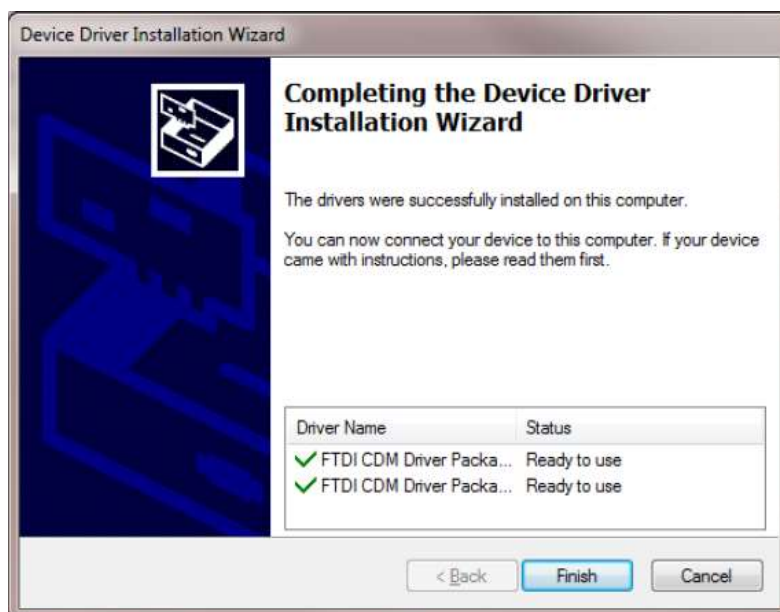 Device Driver Installation Wizard
Completing the Device Driver
Installation Wizard
The drivers were successfully installed on this computer.
You can now connect your device to this computer. If your device
came with instructions, please read them first.
Driver Name Status
FTDI CDM Driver Packa... Ready to use
FTDI CDM Driver Packa... Ready to use
< Back Finish Cancel